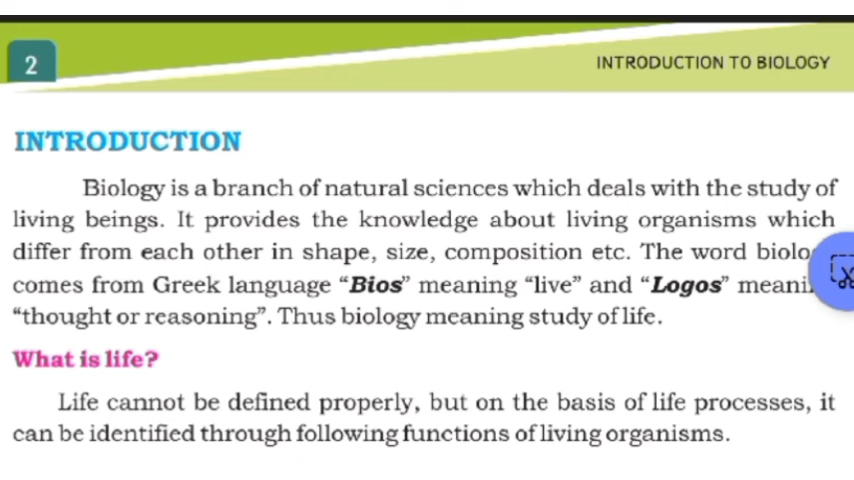 2
INTRODUCTION TO BIOLOGY
INTRODUCTION
Biology is a branch of natural sciences which deals with the study of
living beings. It provides the knowledge about living organisms which
differ from each other in shape, size, composition etc. The word
comes from Greek language “Bios” meaning “live” and “Logos”
“thought or reasoning”. Thus biology meaning study of life.
What is life?
Life cannot be defined properly, but on the basis of life processes, it
can be identified through following functions of living organisms.